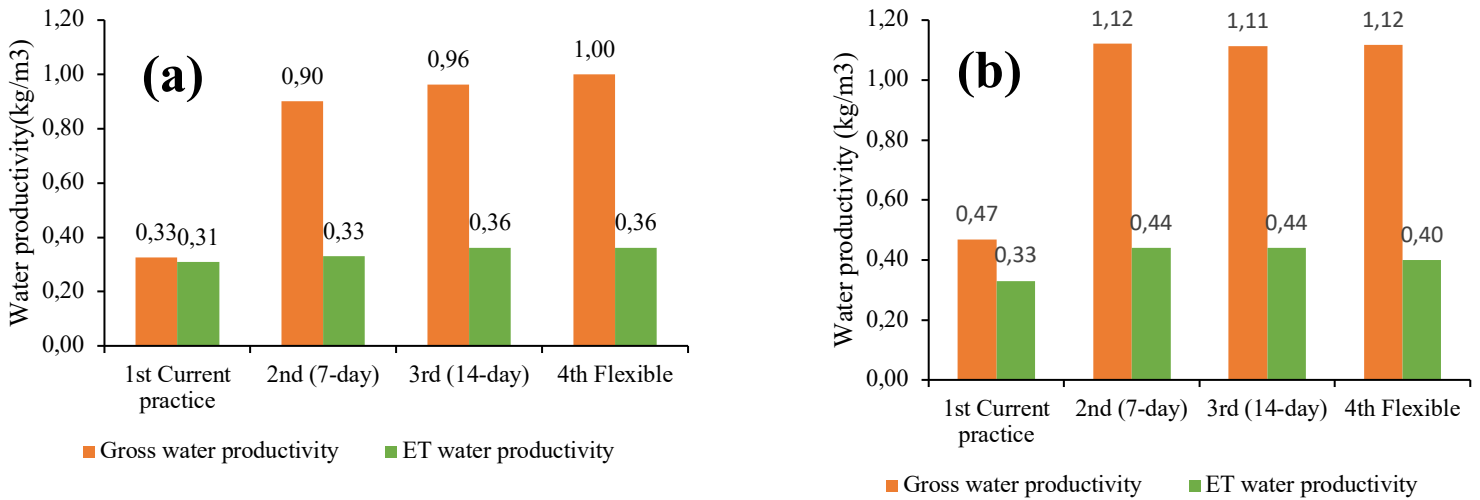 (a)
Water productivity(kg/m3)
1,20
1,00
0,80
0,60
0,40
0,20
0,00
0,33
0,31
0,90
0,33
0,96
0,36
1,00
0,36
1st Current
practice
2nd (7-day)
3rd (14-day)
4th Flexible
Gross water productivity
ET water productivity
(b)
Water productivity (kg/m3)
1,20
1,00
0,80
0,60
0,40
0,20
0,00
0,47
0,33
1,12
0,44
1,11
0,44
1,12
0,40
1st Current
practice
2nd (7-day)
3rd (14-day)
4th Flexible
Gross water productivity
ET water productivity